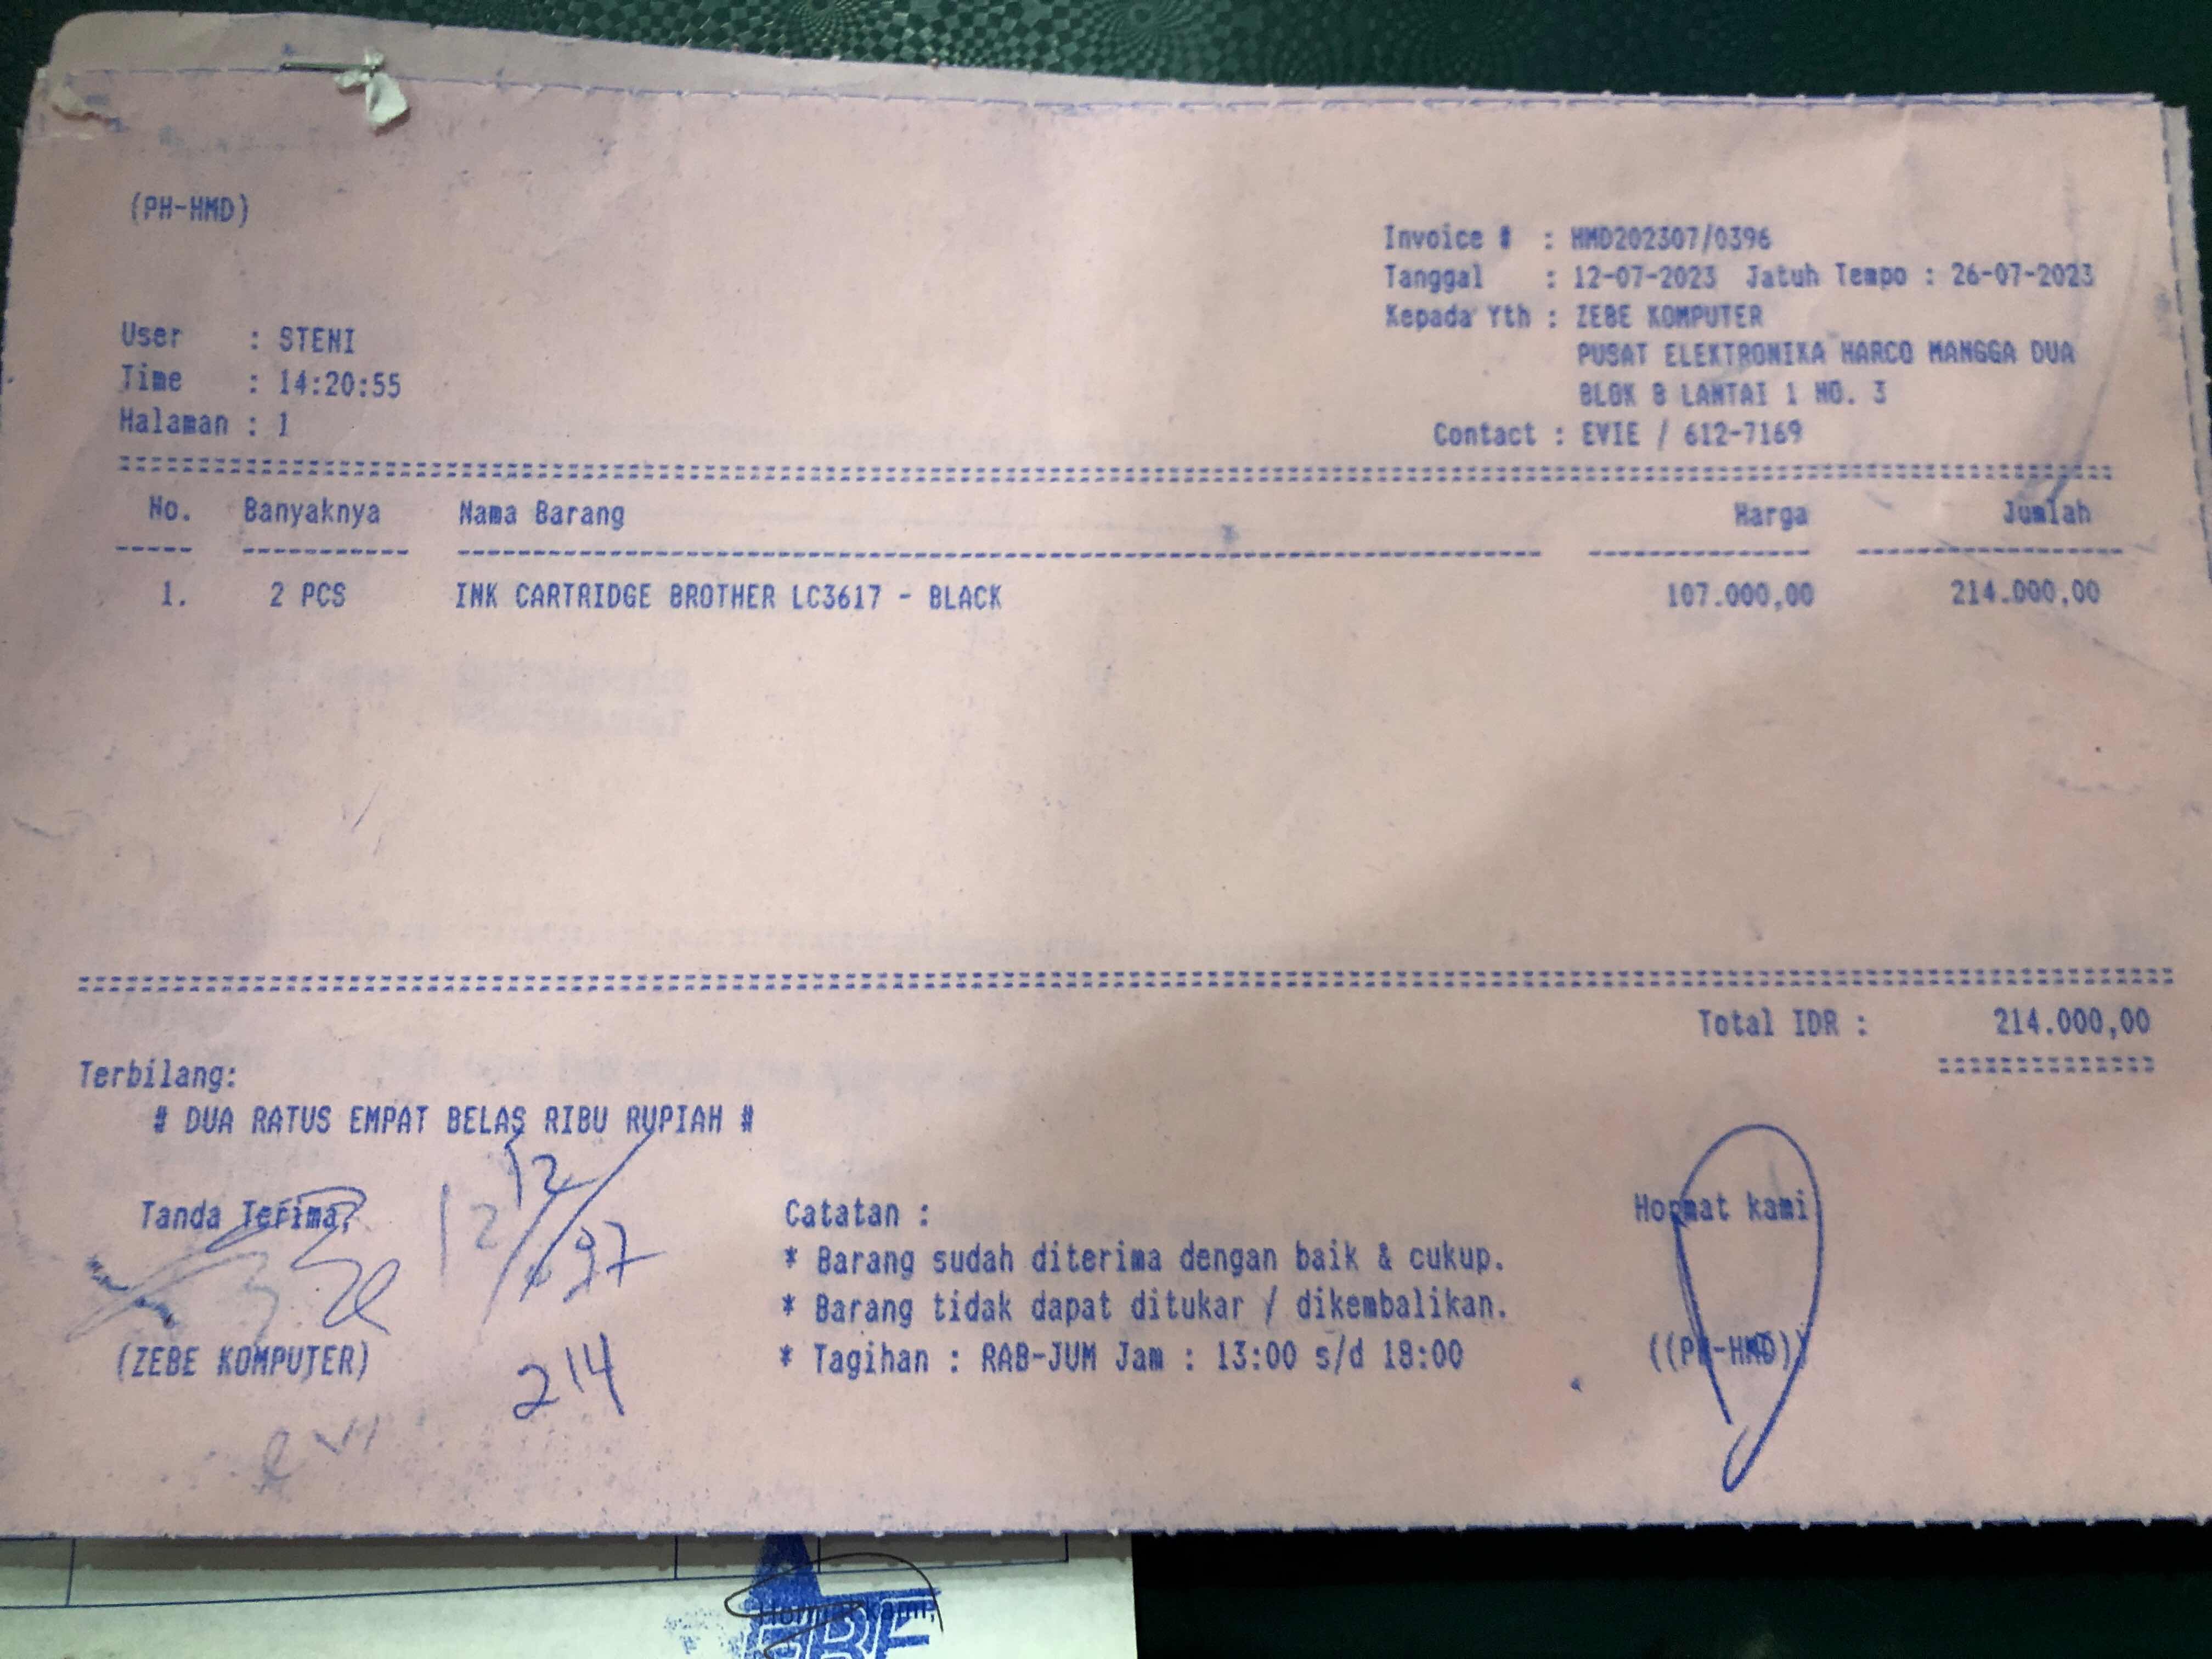 (PH-HMD)
Invoice # : HMD202307/0396
Tanggal : 12-07-2023 Jatuh Tempo : 26-07-2023
Kepada Yth : ZEBE KOMPUTER
PUSAT ELEKTRONIKA HARCO MANGGA DUA
BLOK B LANTAI 1 NO. 3
Contact : EVIE / 612-7169
User : STENI
Time : 14:20:55
Halaman : 1
No. Banyaknya Nama Barang Harga Jumlah
1. 2 PCS INK CARTRIDGE BROTHER LC3617 - BLACK 107.000,00 214.000,00
Total IDR : 214.000,00
Terbilang:
# DUA RATUS EMPAT BELAS RIBU RUPIAH #
Tanda Terima,
(ZEBE KOMPUTER)
12
12
214
Catatan :
* Barang sudah diterima dengan baik & cukup.
* Barang tidak dapat ditukar / dikembalikan.
* Tagihan : RAB-JUM Jam : 13:00 s/d 18:00
Hormat kami
((PH-HMD))
evi
Hormat kami,